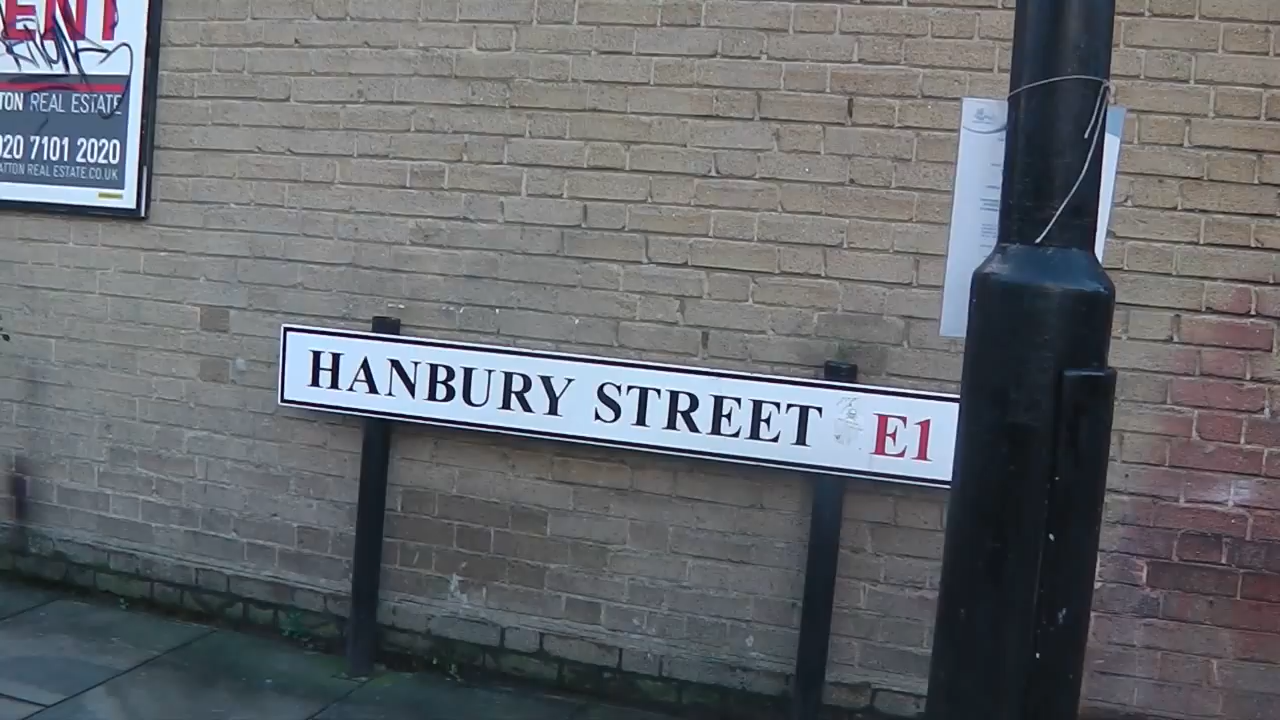 ENT
TON REAL ESTATE
020 7101 2020
ATTON REAL ESTATE.CO.UK
HANBURY STREET E1